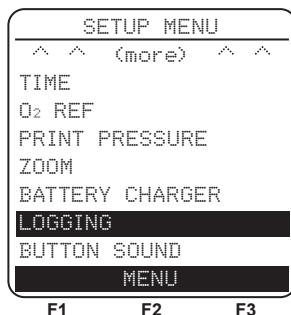 SETUP MENU
^ ^ (more) ^ ^
TIME
O₂ REF
PRINT PRESSURE
ZOOM
BATTERY CHARGER
LOGGING
BUTTON SOUND
MENU
F1 F2 F3